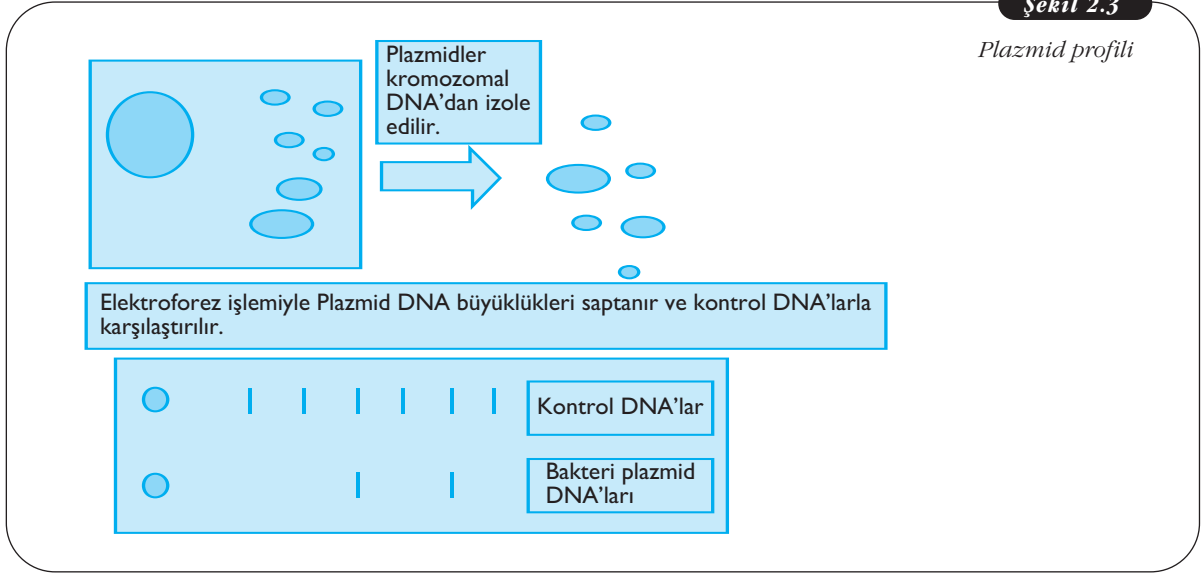 Şekil 2.3
Plazmid profili
Plazmidler
kromozomal
DNA’dan izole
edilir.
Elektroforez işlemiyle Plazmid DNA büyüklükleri saptanır ve kontrol DNA’larla
karşılaştırılır.
Kontrol DNA’lar
Bakteri plazmid
DNA’ları